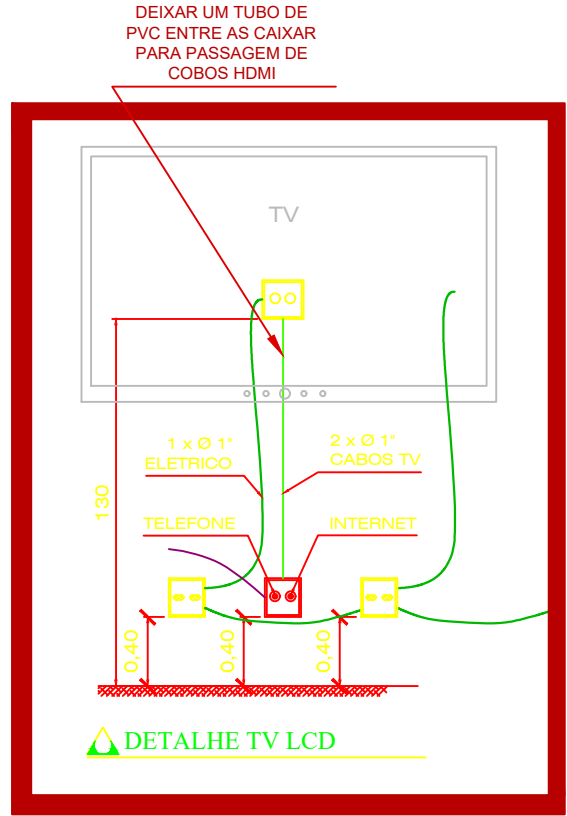 DEIXAR UM TUBO DE
PVC ENTRE AS CAIXAR
PARA PASSAGEM DE
COBOS HDMI
TV
1 x Ø 1"
ELETRICO
2 x Ø 1"
CABOS TV
130
TELEFONE
INTERNET
0,40
0,40
0,40
DETALHE TV LCD